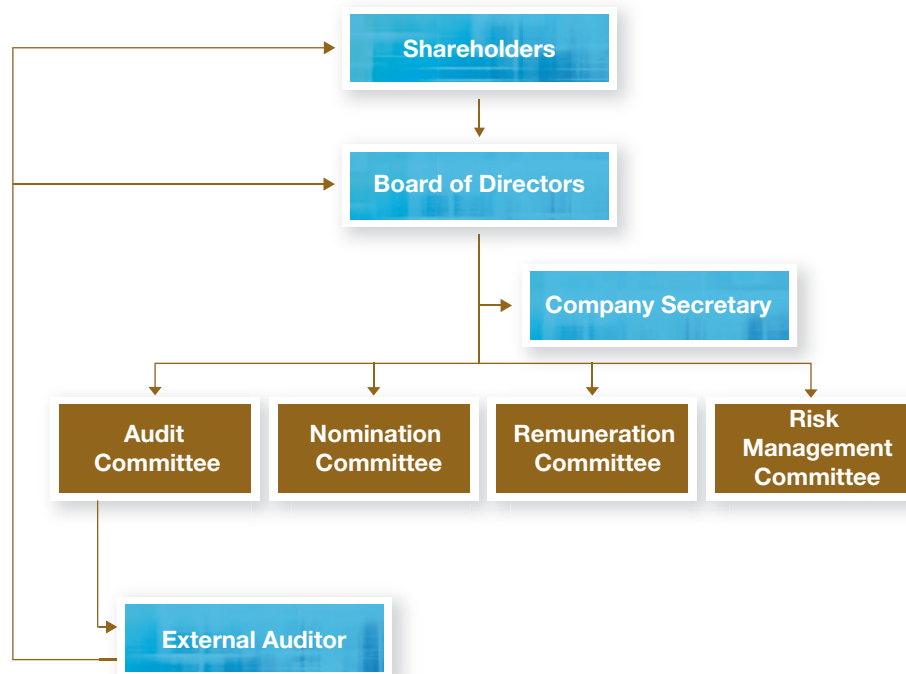 Shareholders
Board of Directors
Company Secretary
Audit
Committee
Nomination
Committee
Remuneration
Committee
Risk
Management
Committee
External Auditor